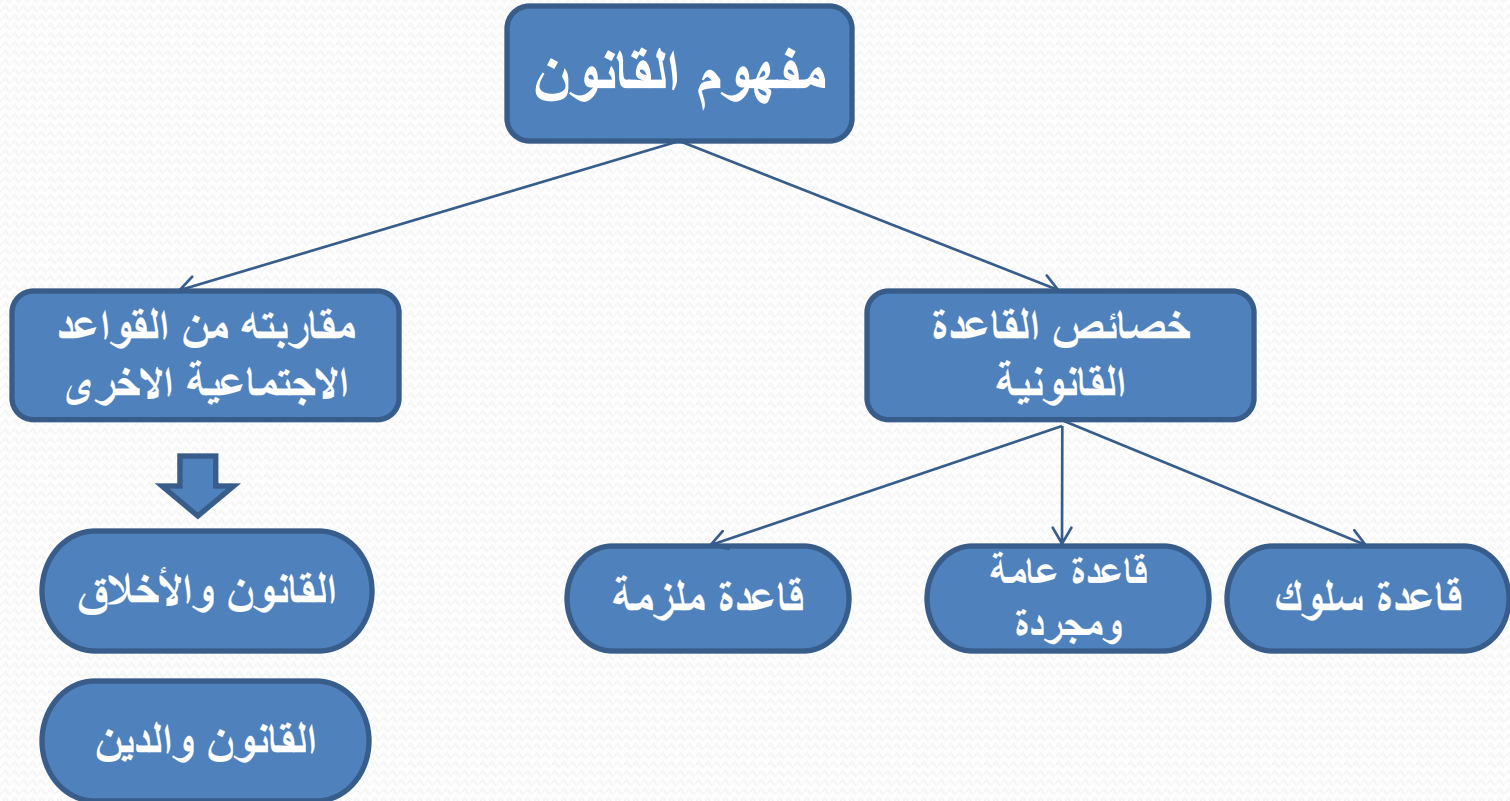 مفهوم القانون
خصائص القاعدة
القانونية
مقاربته من القواعد
الاجتماعية الاخرى
قاعدة سلوك
قاعدة عامة
ومجردة
قاعدة ملزمة
القانون والأخلاق
القانون والدين